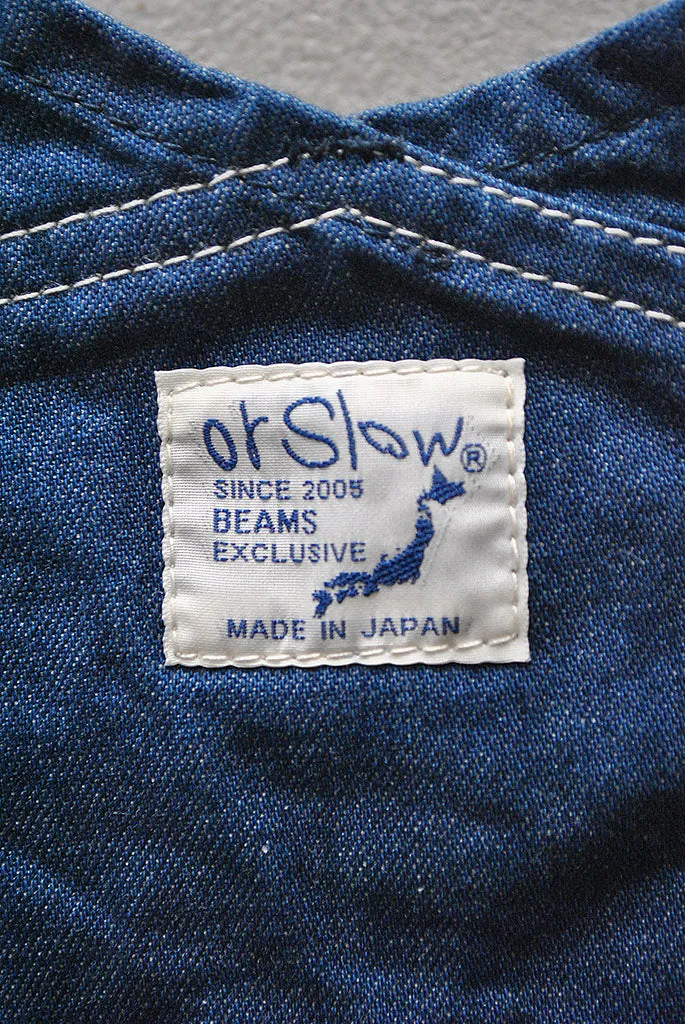 orSlow®
SINCE 2005
BEAMS
EXCLUSIVE
MADE IN JAPAN